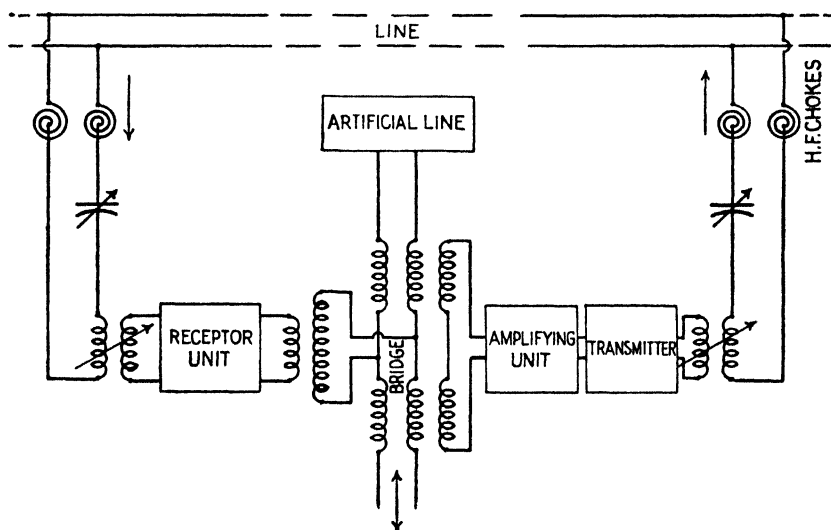 LINE
H.F. CHOKES
ARTIFICIAL LINE
RECEPTOR
UNIT
BRIDGE
AMPLIFYING
UNIT
TRANSMITTER